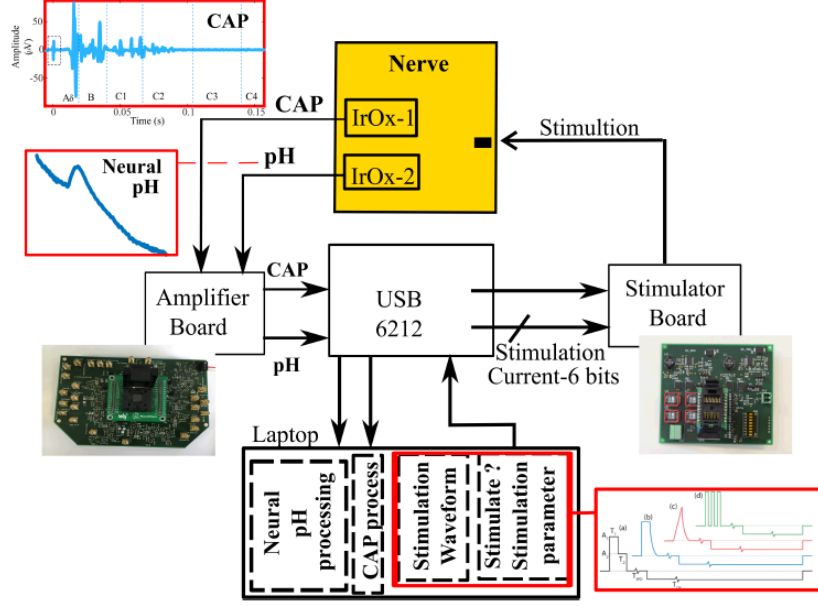 CAP
Amplitude
(μV)
50
0
-50
Aδ
B
C1
C2
C3
C4
0
0.05
0.1
0.15
Time (s)
Neural
pH
CAP
pH
Nerve
IrOx-1
IrOx-2
Stimultion
Amplifier
Board
CAP
pH
USB
6212
Stimulation
Current-6 bits
Stimulator
Board
Laptop
Neural
pH
processing
CAP process
Stimulation
Waveform
Stimulate ?
Stimulation
parameter
(a)
(b)
(c)
(d)